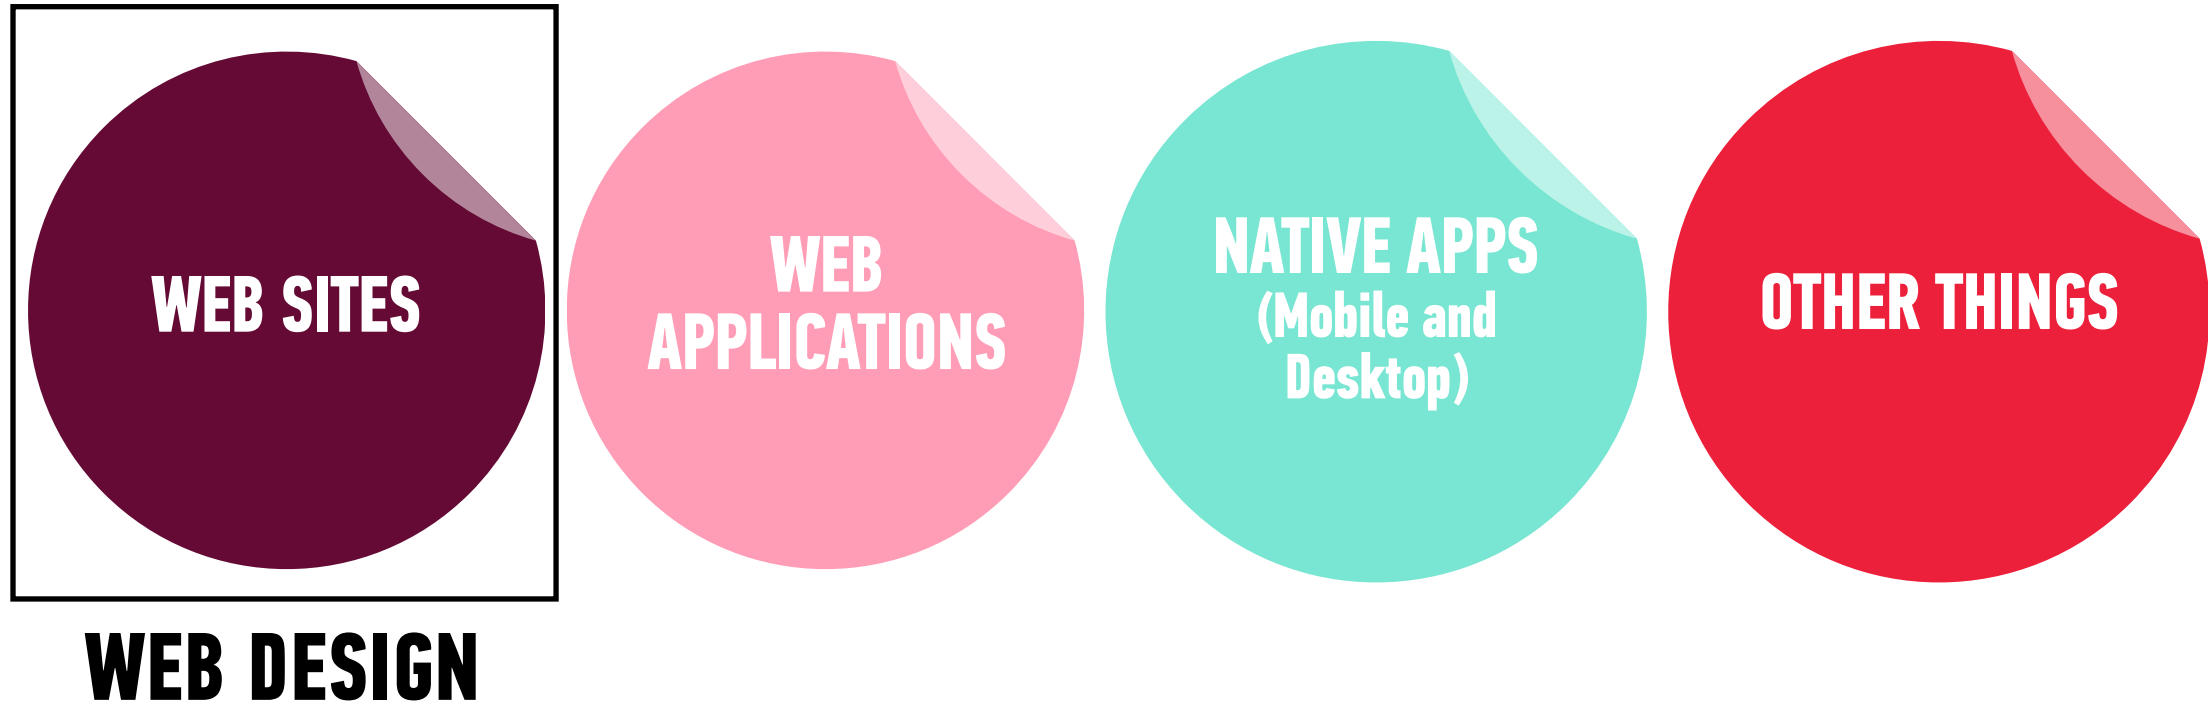 WEB SITES
WEB
APPLICATIONS
NATIVE APPS
(Mobile and
Desktop)
OTHER THINGS
WEB DESIGN